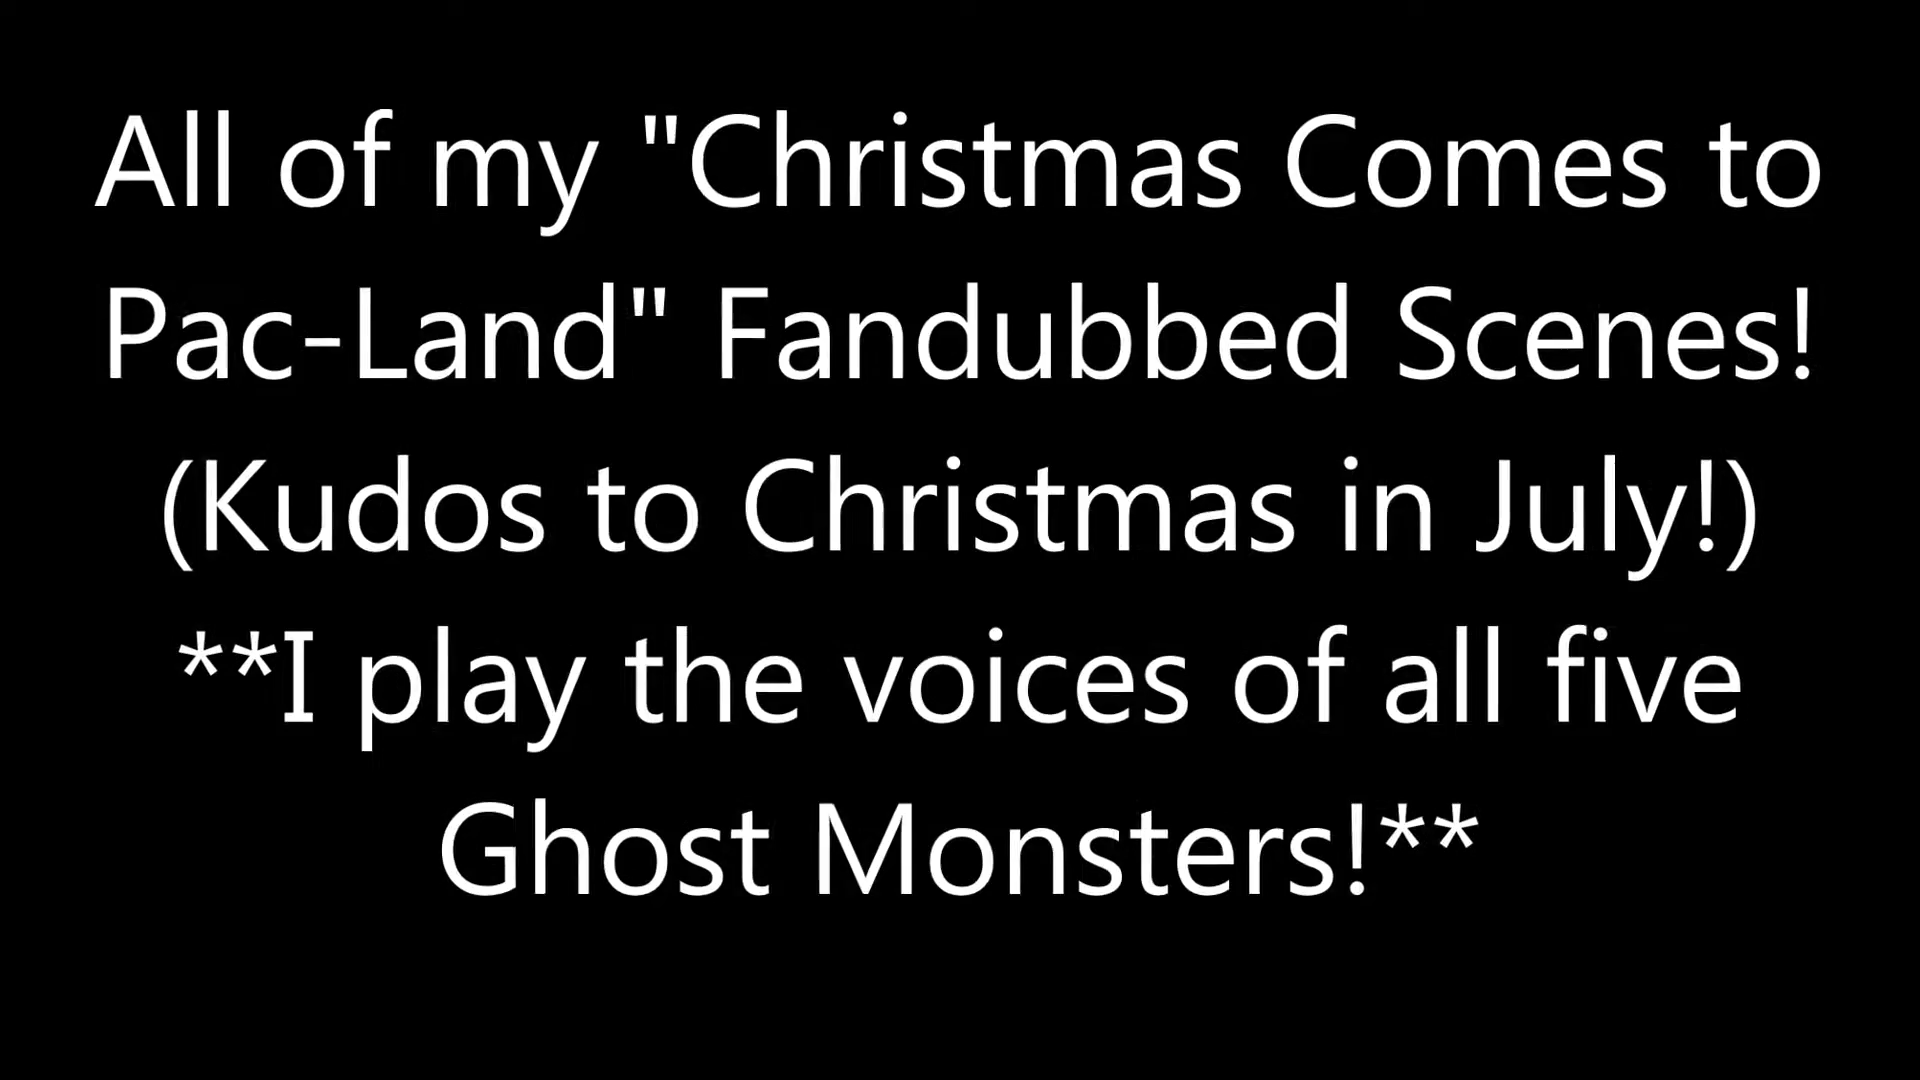 All of my "Christmas Comes to
Pac-Land" Fandubbed Scenes!
(Kudos to Christmas in July!)
**I play the voices of all five
Ghost Monsters!**